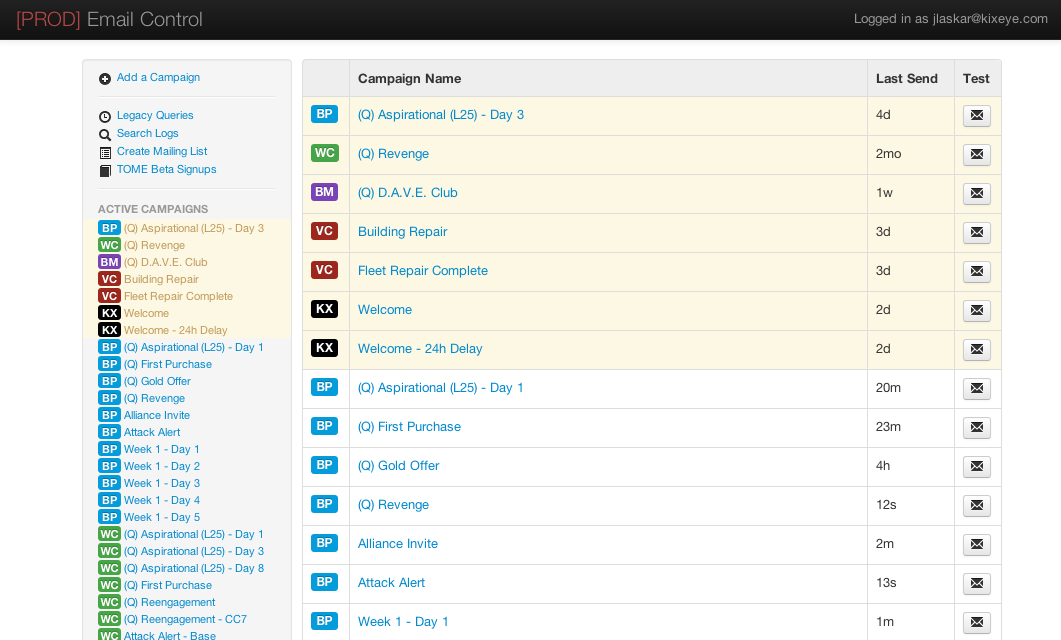 [PROD] Email Control
Logged in as jlaskar@kixeye.com
Add a Campaign
Legacy Queries
Search Logs
Create Mailing List
TOME Beta Signups
ACTIVE CAMPAIGNS
BP (Q) Aspirational (L25) - Day 3
WC (Q) Revenge
BM (Q) D.A.V.E. Club
VC Building Repair
VC Fleet Repair Complete
KX Welcome
KX Welcome - 24h Delay
BP (Q) Aspirational (L25) - Day 1
BP (Q) First Purchase
BP (Q) Gold Offer
BP (Q) Revenge
BP Alliance Invite
BP Attack Alert
BP Week 1 - Day 1
BP Week 1 - Day 2
BP Week 1 - Day 3
BP Week 1 - Day 4
BP Week 1 - Day 5
WC (Q) Aspirational (L25) - Day 1
WC (Q) Aspirational (L25) - Day 3
WC (Q) Aspirational (L25) - Day 8
WC (Q) First Purchase
WC (Q) Reengagement
WC (Q) Reengagement - CC7
WC Attack Alert - Base
Campaign Name Last Send Test
BP (Q) Aspirational (L25) - Day 3 4d
WC (Q) Revenge 2mo
BM (Q) D.A.V.E. Club 1w
VC Building Repair 3d
VC Fleet Repair Complete 3d
KX Welcome 2d
KX Welcome - 24h Delay 2d
BP (Q) Aspirational (L25) - Day 1 20m
BP (Q) First Purchase 23m
BP (Q) Gold Offer 4h
BP (Q) Revenge 12s
BP Alliance Invite 2m
BP Attack Alert 13s
BP Week 1 - Day 1 1m